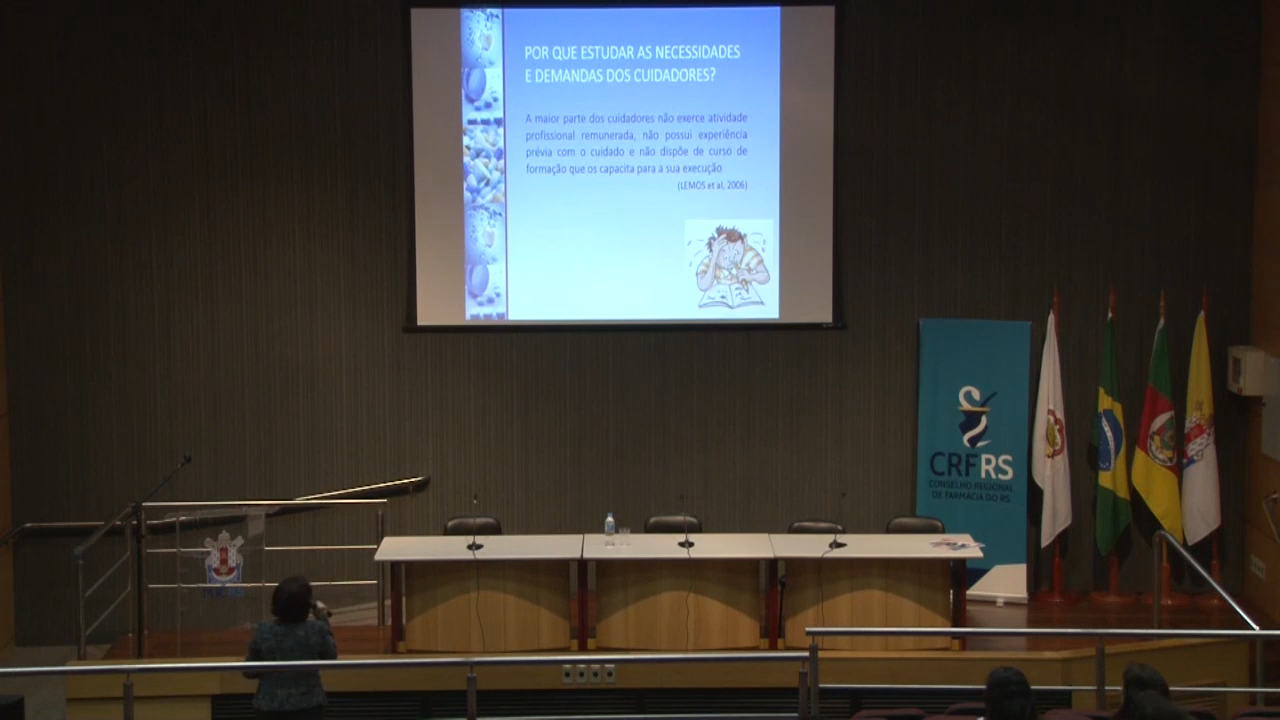 POR QUE ESTUDAR AS NECESSIDADES
E DEMANDAS DOS CUIDADORES?
A maior parte dos cuidadores não exerce atividade
profissional remunerada, não possui experiência
prévia com o cuidado e não dispõe de curso de
formação que os capacita para a sua execução
(LEMOS et al, 2006)
CRFRS
CONSELHO REGIONAL
DE FARMÁCIA DO RS